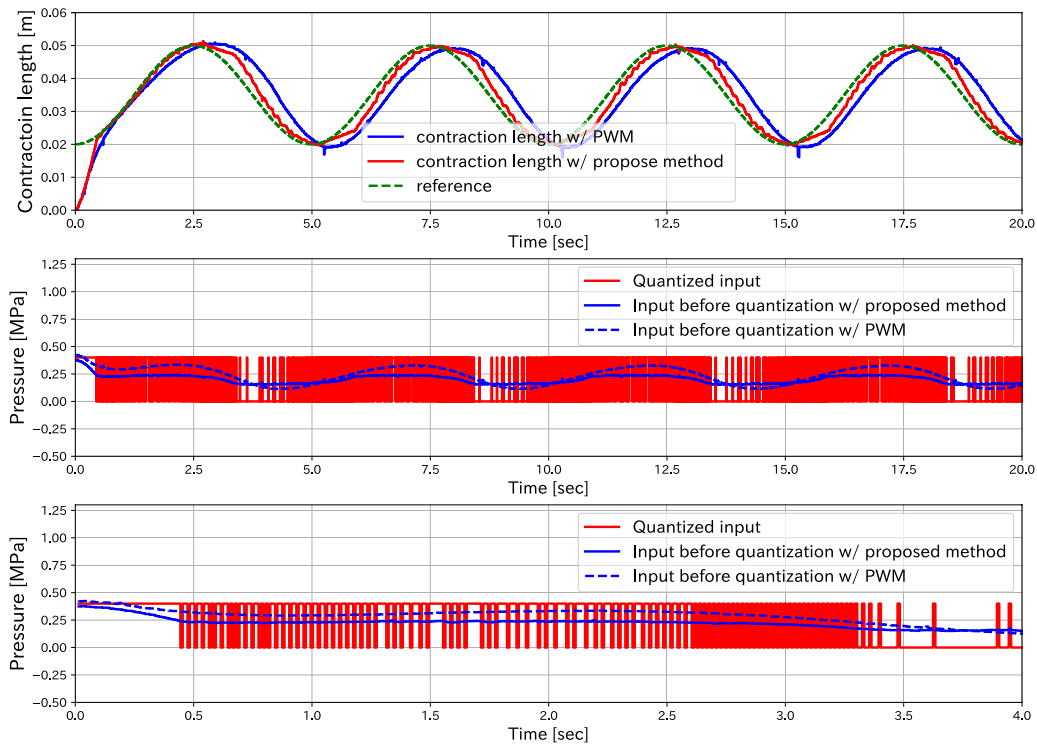 Contractoin length [m]
0.06
0.05
0.04
0.03
0.02
0.01
0.00
contraction length w/ PWM
contraction length w/ propose method
reference
0.0 2.5 5.0 7.5 10.0 12.5 15.0 17.5 20.0
Time [sec]
Pressure [MPa]
1.25
1.00
0.75
0.50
0.25
0.00
−0.25
−0.50
Quantized input
Input before quantization w/ proposed method
Input before quantization w/ PWM
0.0 2.5 5.0 7.5 10.0 12.5 15.0 17.5 20.0
Time [sec]
Pressure [MPa]
1.25
1.00
0.75
0.50
0.25
0.00
−0.25
−0.50
Quantized input
Input before quantization w/ proposed method
Input before quantization w/ PWM
0.0 0.5 1.0 1.5 2.0 2.5 3.0 3.5 4.0
Time [sec]